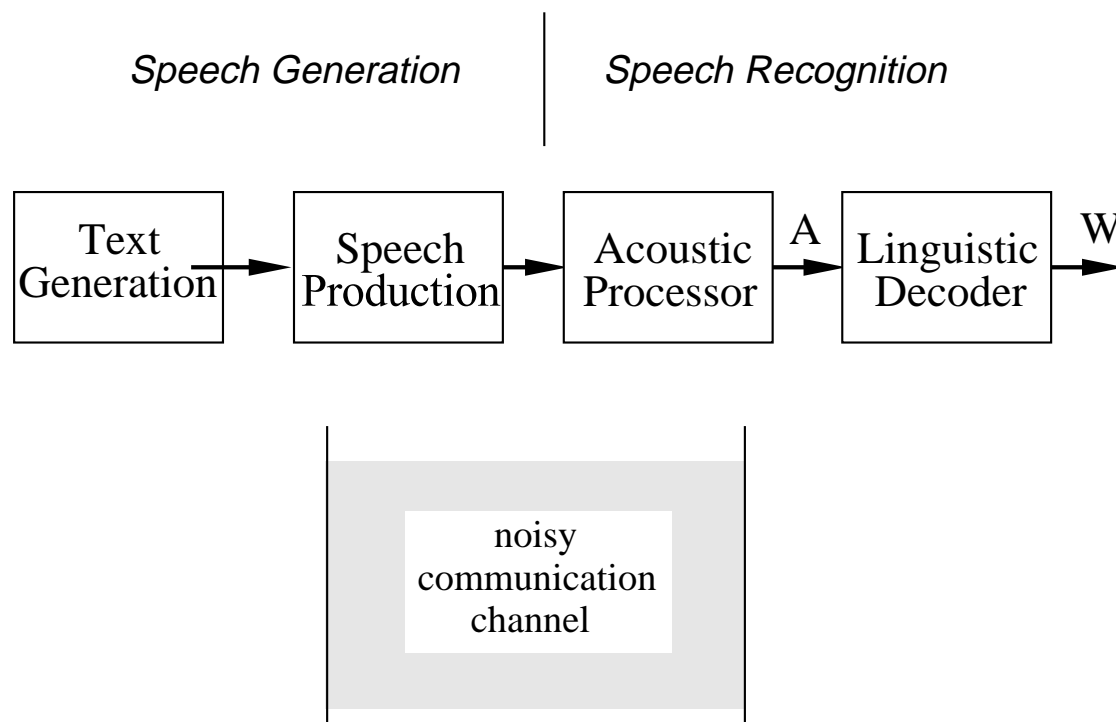 Speech Generation
Speech Recognition
Text
Generation
Speech
Production
Acoustic
Processor
A
Linguistic
Decoder
W
noisy
communication
channel